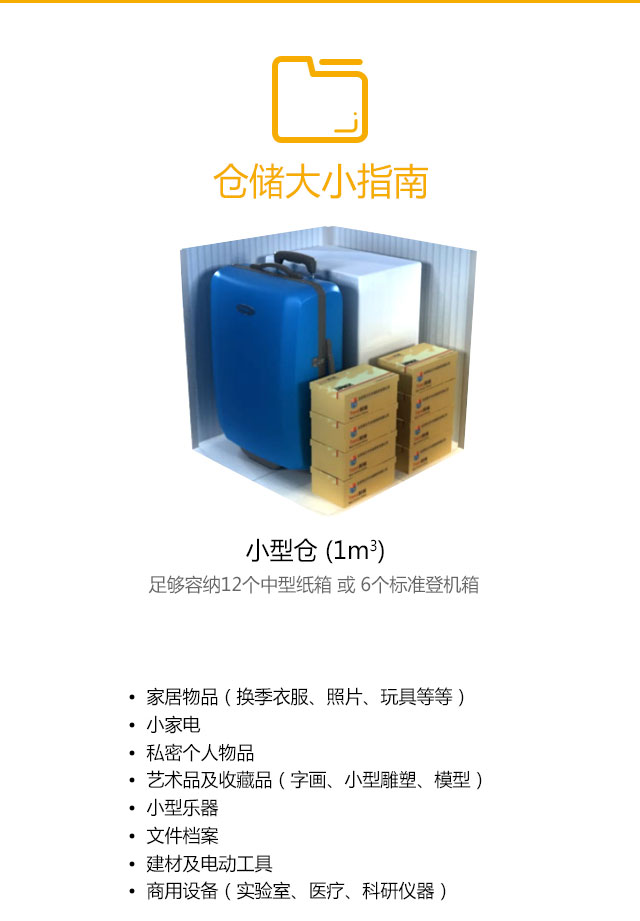 仓储大小指南
小型仓 (1m³)
足够容纳12个中型纸箱 或 6个标准登机箱
• 家居物品（换季衣服、照片、玩具等等）
• 小家电
• 私密个人物品
• 艺术品及收藏品（字画、小型雕塑、模型）
• 小型乐器
• 文件档案
• 建材及电动工具
• 商用设备（实验室、医疗、科研仪器）